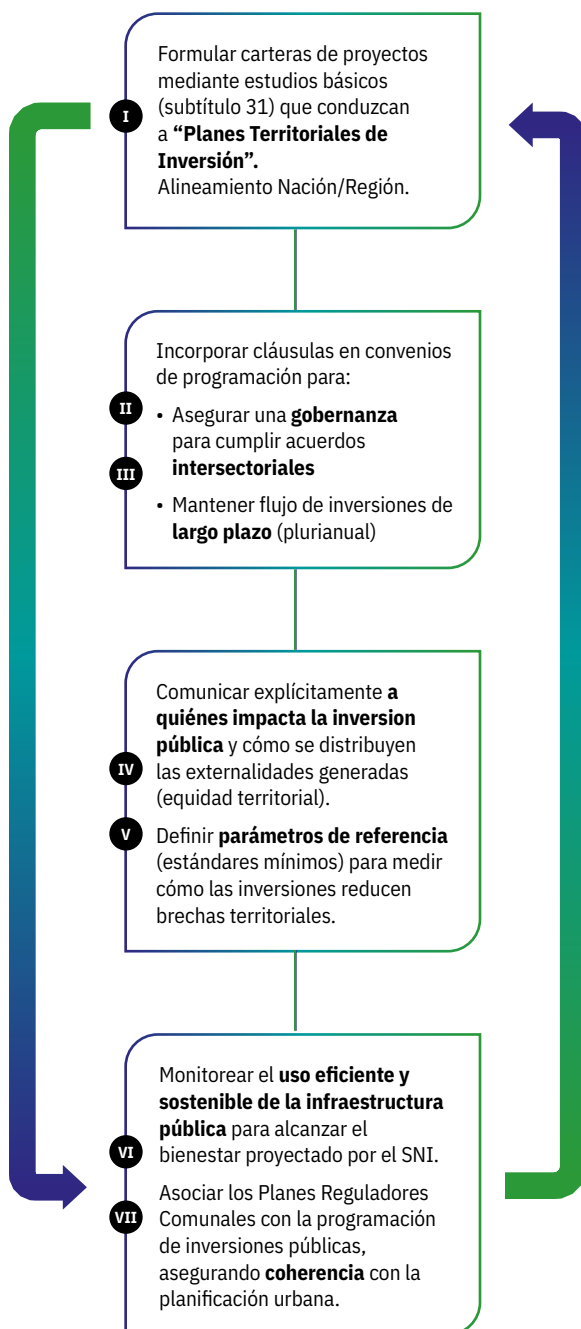 Formular carteras de proyectos
mediante estudios básicos
(subtítulo 31) que conduzcan
I
a “Planes Territoriales de
Inversión”.
Alineamiento Nación/Región.
Incorporar cláusulas en convenios
de programación para:
II
• Asegurar una gobernanza
para cumplir acuerdos
intersectoriales
III
• Mantener flujo de inversiones de
largo plazo (plurianual)
Comunicar explícitamente a
quiénes impacta la inversion
pública y cómo se distribuyen
IV
las externalidades generadas
(equidad territorial).
V
Definir parámetros de referencia
(estándares mínimos) para medir
cómo las inversiones reducen
brechas territoriales.
Monitorear el uso eficiente y
sostenible de la infraestructura
pública para alcanzar el
VI
bienestar proyectado por el SNI.
Asociar los Planes Reguladores
VII
Comunales con la programación
de inversiones públicas,
asegurando coherencia con la
planificación urbana.